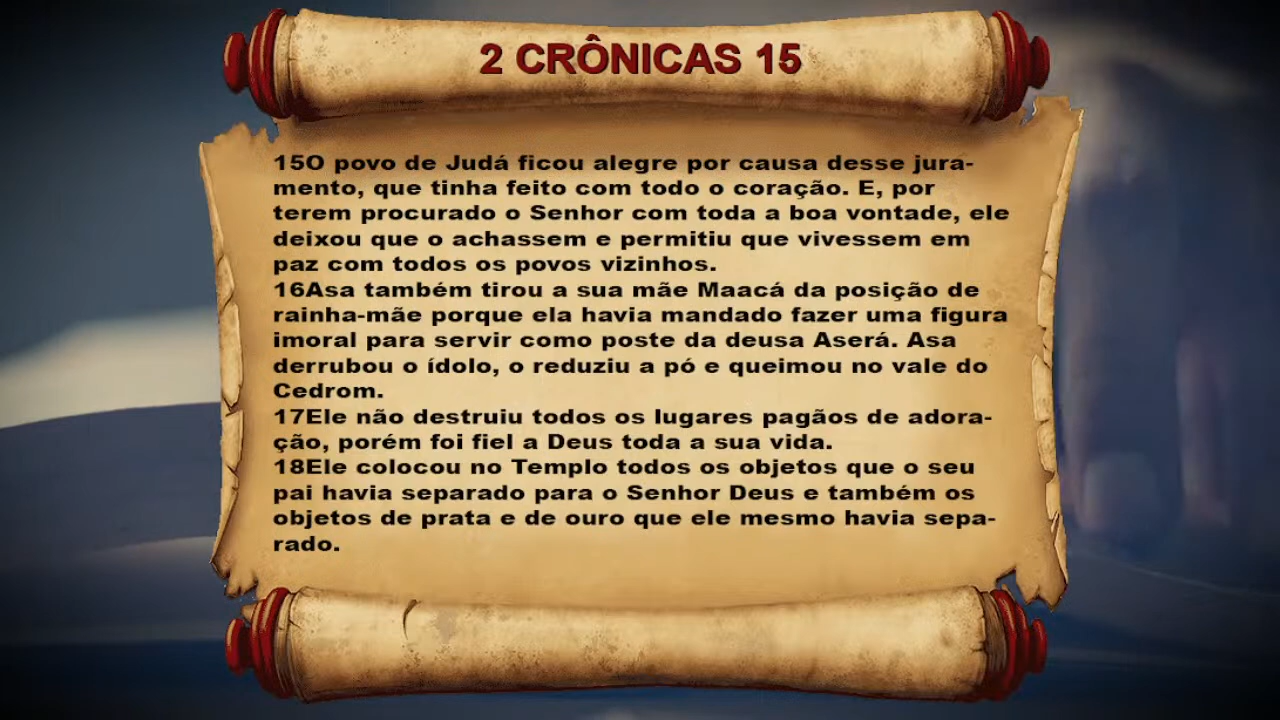 2 CRÔNICAS 15
15O povo de Judá ficou alegre por causa desse jura-
mento, que tinha feito com todo o coração. E, por
terem procurado o Senhor com toda a boa vontade, ele
deixou que o achassem e permitiu que vivessem em
paz com todos os povos vizinhos.
16Asa também tirou a sua mãe Maacá da posição de
rainha-mãe porque ela havia mandado fazer uma figura
imoral para servir como poste da deusa Aserá. Asa
derrubou o ídolo, o reduziu a pó e queimou no vale do
Cedrom.
17Ele não destruiu todos os lugares pagãos de adora-
ção, porém foi fiel a Deus toda a sua vida.
18Ele colocou no Templo todos os objetos que o seu
pai havia separado para o Senhor Deus e também os
objetos de prata e de ouro que ele mesmo havia sepa-
rado.